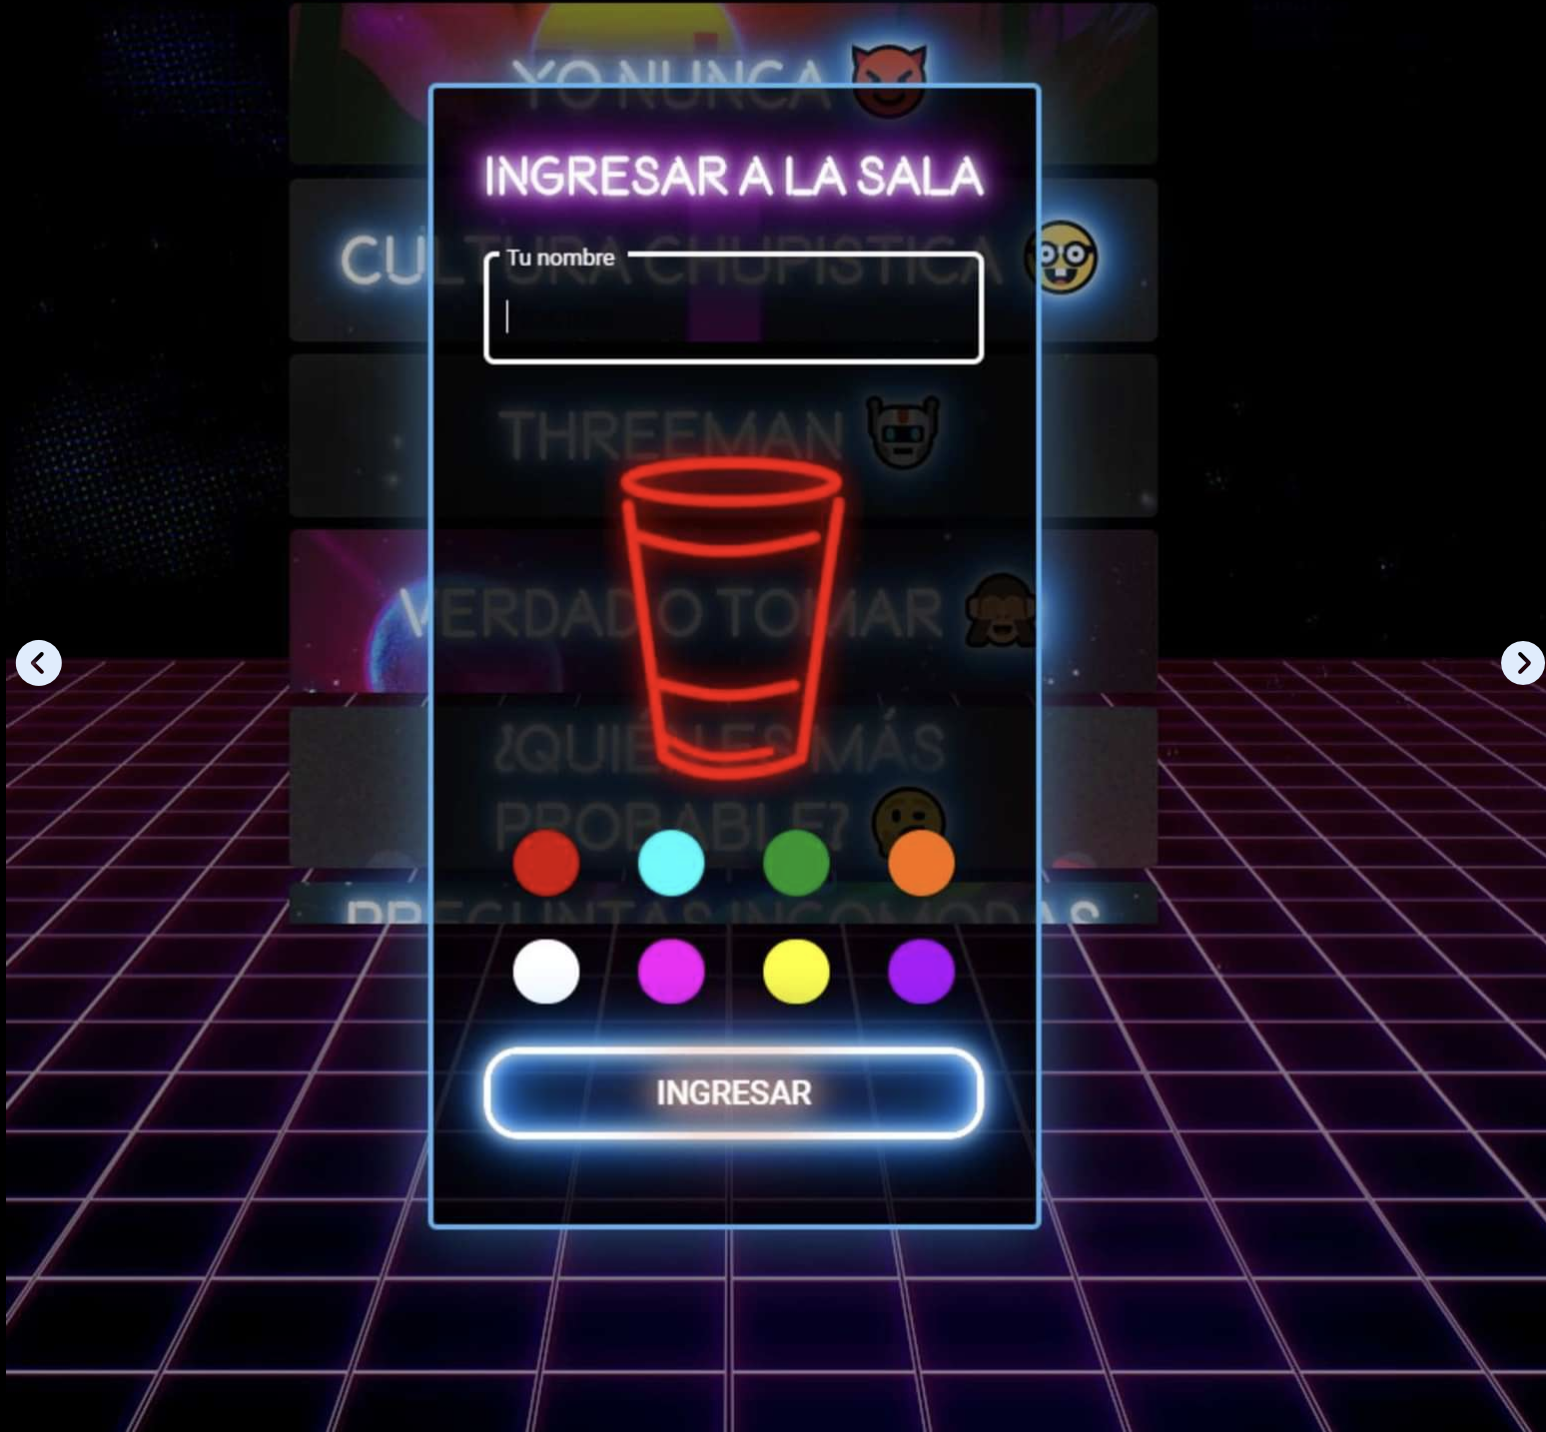 YO NUNCA
INGRESAR A LA SALA
CULTURA CHUPISTICA
Tu nombre
THREEMAN
VERDAD O TOMAR
¿QUIÉN ES MÁS
PROBABLE?
PREGUNTAS INCOMODAS
INGRESAR